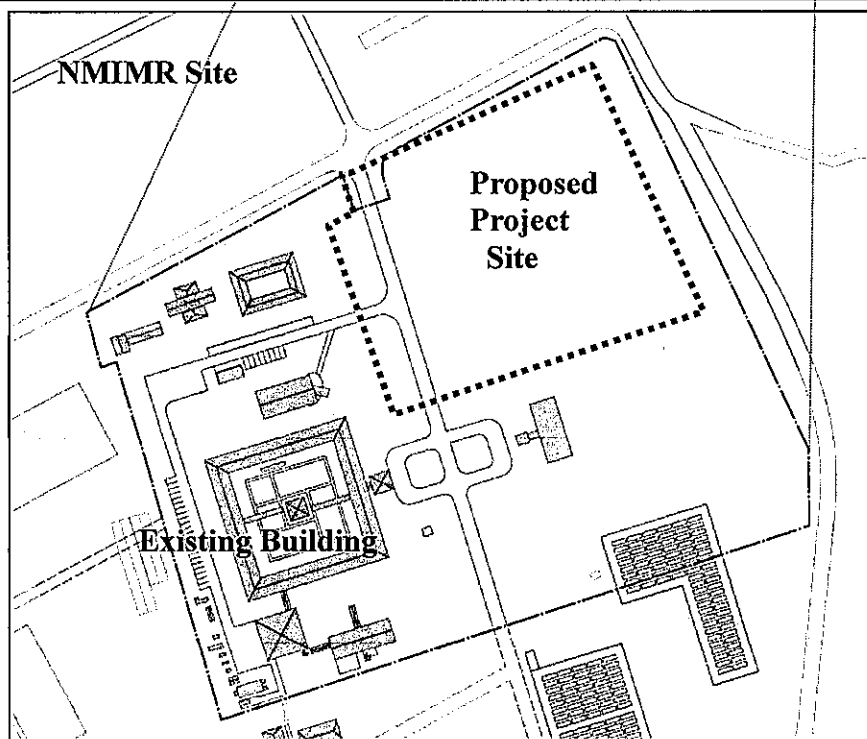 NMIMR Site
Proposed
Project
Site
Existing Building